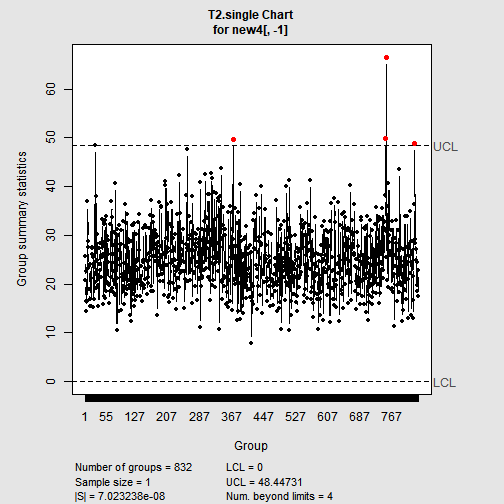 T2.single Chart
for new4[, -1]
Group summary statistics
60
50
40
30
20
10
0
UCL
LCL
1 55 127 207 287 367 447 527 607 687 767
Group
Number of groups = 832 LCL = 0
Sample size = 1 UCL = 48.44731
|S| = 7.023238e-08 Num. beyond limits = 4